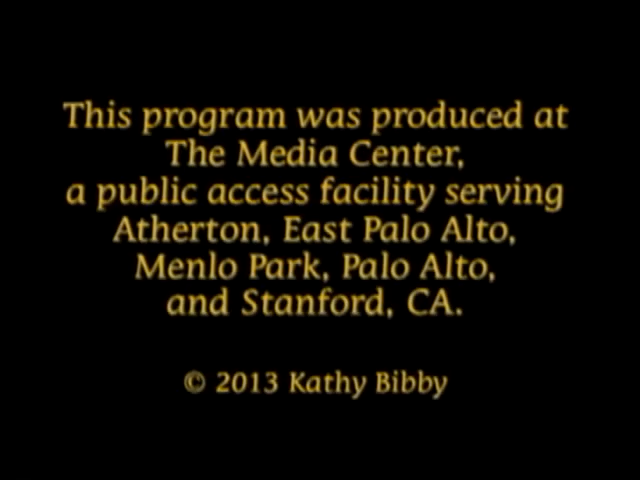 This program was produced at
The Media Center,
a public access facility serving
Atherton, East Palo Alto,
Menlo Park, Palo Alto,
and Stanford, CA.
© 2013 Kathy Bibby